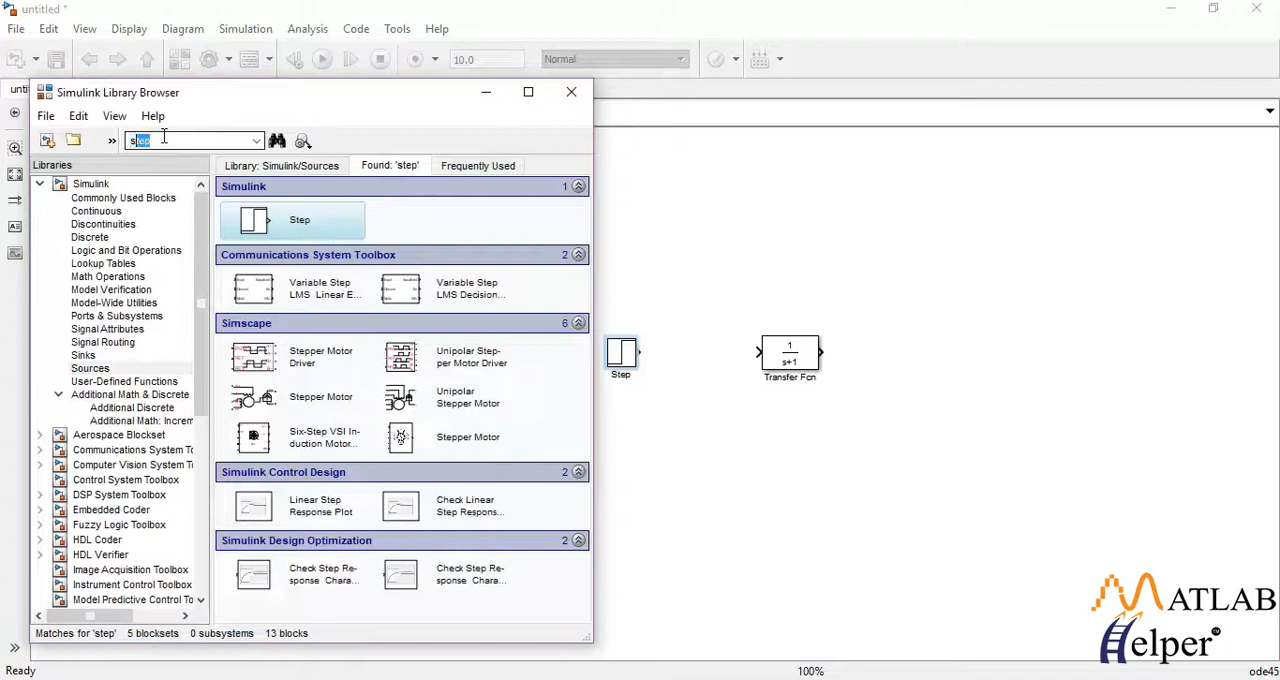 untitled *
File Edit View Display Diagram Simulation Analysis Code Tools Help
10.0 Normal
unti
Simulink Library Browser
File Edit View Help
» step
Libraries
Library: Simulink/Sources Found: 'step' Frequently Used
Simulink
Commonly Used Blocks
Continuous
Discontinuities
Discrete
Logic and Bit Operations
Lookup Tables
Math Operations
Model Verification
Model-Wide Utilities
Ports & Subsystems
Signal Attributes
Signal Routing
Sinks
Sources
User-Defined Functions
Additional Math & Discrete
Additional Discrete
Additional Math: Increm
Aerospace Blockset
Communications System T
Computer Vision System T
Control System Toolbox
DSP System Toolbox
Embedded Coder
Fuzzy Logic Toolbox
HDL Coder
HDL Verifier
Image Acquisition Toolbox
Instrument Control Toolbox
Model Predictive Control To
Simulink 1
Step
Communications System Toolbox 2
Variable Step
LMS Linear E...
Variable Step
LMS Decision...
Simscape 6
Stepper Motor
Driver
Unipolar Step-
per Motor Driver
Stepper Motor
Unipolar
Stepper Motor
Six-Step VSI In-
duction Motor...
Stepper Motor
Simulink Control Design 2
Linear Step
Response Plot
Check Linear
Step Respons...
Simulink Design Optimization 2
Check Step Re-
sponse Chara...
Check Step Re-
sponse Chara...
Matches for 'step' 5 blocksets 0 subsystems 13 blocks
Step
1
s+1
Transfer Fcn
MATLAB
Helper™
Ready 100% ode45